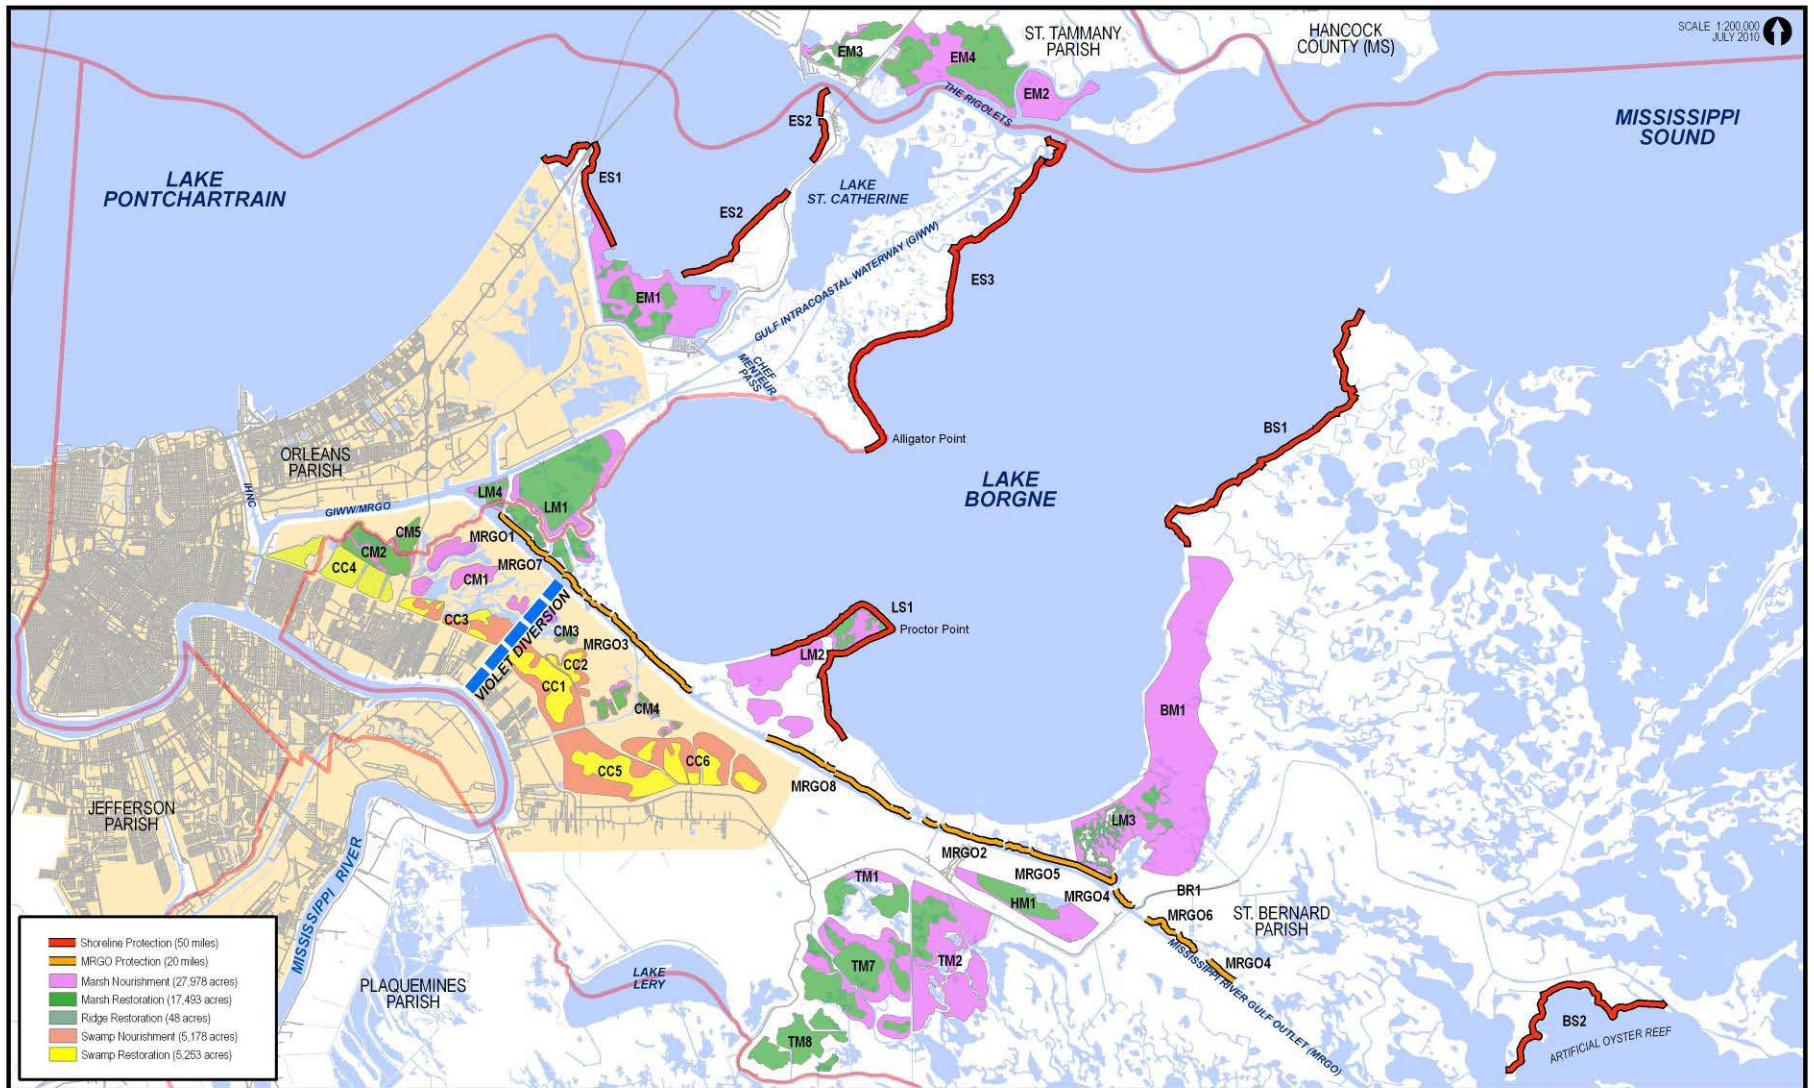 SCALE 1:200,000
JULY 2010
ST. TAMMANY
PARISH
HANCOCK
COUNTY (MS)
EM3
EM4
EM2
THE RIGOLETS
MISSISSIPPI
SOUND
ES2
LAKE
PONTCHARTRAIN
ES1
LAKE
ST. CATHERINE
ES2
GULF INTRACOASTAL WATERWAY (GIWW)
ES3
EM1
CHEF
MENTEUR
PASS
BS1
Alligator Point
ORLEANS
PARISH
LAKE
BORGNE
IHNC
GIWW/MRGO
LM4
LM1
CM5
CM2
MRGO1
MRGO7
CC4
CM1
CC3
CM3
MRGO3
VIOLET DIVERSION
LS1
Proctor Point
LM2
CC2
CC1
CM4
BM1
CC5
CC6
MRGO8
JEFFERSON
PARISH
MISSISSIPPI RIVER
LM3
MRGO2
MRGO5
MRGO4
BR1
MRGO6
ST. BERNARD
PARISH
MRGO4
MISSISSIPPI RIVER GULF OUTLET (MRGO)
TM1
HM1
TM7
TM2
TM8
LAKE
LERY
PLAQUEMINES
PARISH
BS2
ARTIFICIAL OYSTER REEF
Shoreline Protection (50 miles)
MRGO Protection (20 miles)
Marsh Nourishment (27,978 acres)
Marsh Restoration (17,493 acres)
Ridge Restoration (48 acres)
Swamp Nourishment (5,178 acres)
Swamp Restoration (5,253 acres)